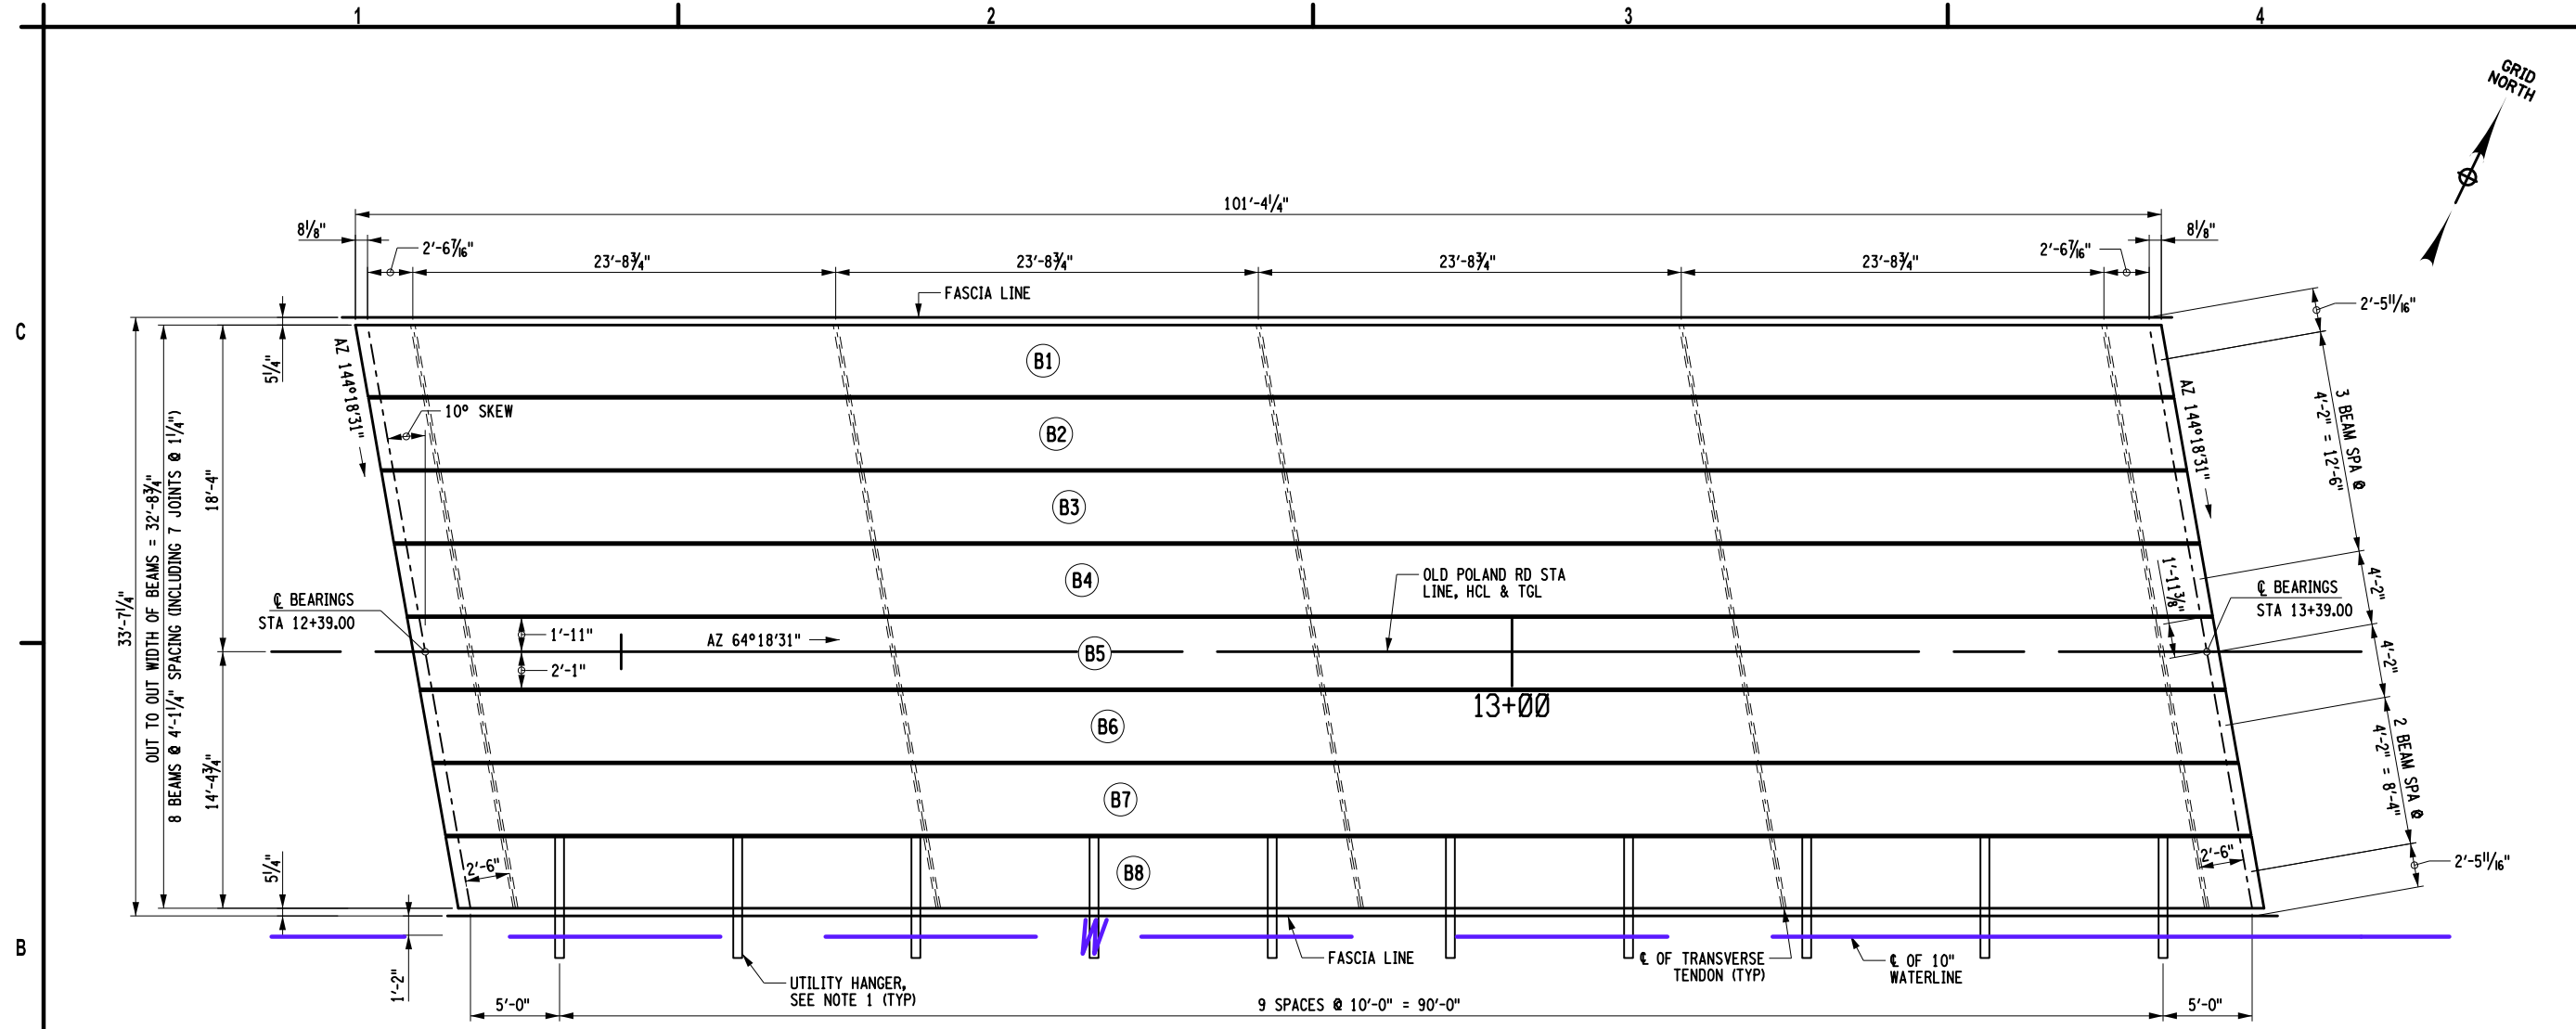 1
2
3
4
GRID
NORTH
101'-4¼"
8⅛"
2'-6⁷⁄₁₆"
23'-8¾"
23'-8¾"
23'-8¾"
23'-8¾"
2'-6⁷⁄₁₆"
8⅛"
FASCIA LINE
2'-5¹¹⁄₁₆"
C
5¼"
AZ 144°18'31"
B1
AZ 144°18'31"
3 BEAM SPA @
4'-2" = 12'-6"
10° SKEW
B2
33'-7¼"
OUT TO OUT WIDTH OF BEAMS = 32'-8¾"
8 BEAMS @ 4'-1¼" SPACING (INCLUDING 7 JOINTS @ 1¼")
18'-4"
B3
B4
OLD POLAND RD STA
LINE, HCL & TGL
1'-11⅜"
4'-2"
℄ BEARINGS
STA 12+39.00
℄ BEARINGS
STA 13+39.00
1'-11"
AZ 64°18'31"
B5
2'-1"
4'-2"
13+00
B6
14'-4¾"
2 BEAM SPA @
4'-2" = 8'-4"
B7
5¼"
2'-6"
B8
2'-6"
2'-5¹¹⁄₁₆"
B
W
FASCIA LINE
℄ OF TRANSVERSE
TENDON (TYP)
℄ OF 10"
WATERLINE
1'-2"
UTILITY HANGER,
SEE NOTE 1 (TYP)
5'-0"
9 SPACES @ 10'-0" = 90'-0"
5'-0"